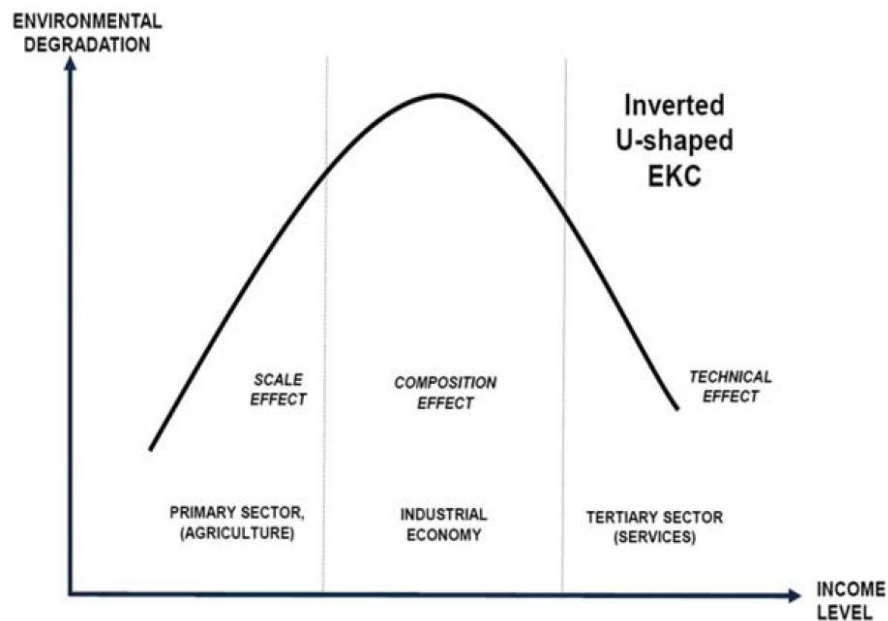 ENVIRONMENTAL
DEGRADATION
Inverted
U-shaped
EKC
SCALE
EFFECT
COMPOSITION
EFFECT
TECHNICAL
EFFECT
PRIMARY SECTOR,
(AGRICULTURE)
INDUSTRIAL
ECONOMY
TERTIARY SECTOR
(SERVICES)
INCOME
LEVEL